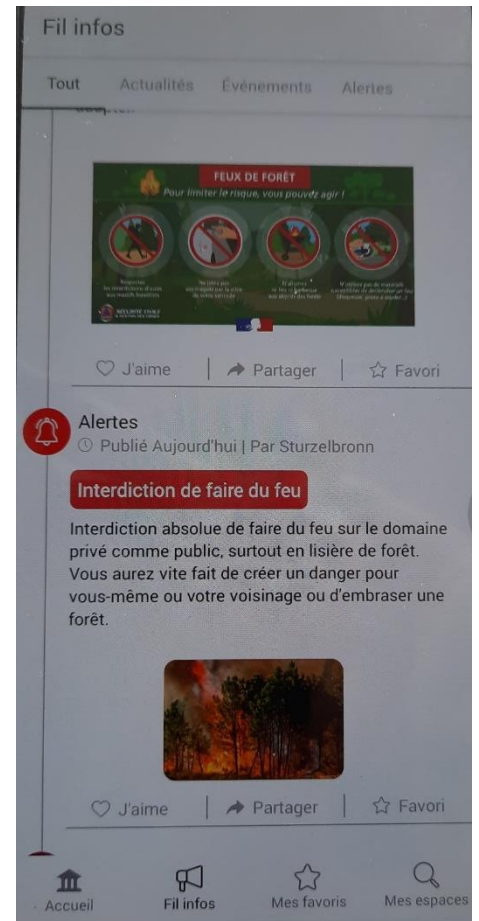 Fil infos
Tout Actualités Événements Alertes
FEUX DE FORÊT
Pour limiter le risque, vous pouvez agir !
J'aime Partager Favori
Alertes
Publié Aujourd'hui | Par Sturzelbronn
Interdiction de faire du feu
Interdiction absolue de faire du feu sur le domaine
privé comme public, surtout en lisière de forêt.
Vous aurez vite fait de créer un danger pour
vous-même ou votre voisinage ou d'embraser une
forêt.
J'aime Partager Favori
Accueil Fil infos Mes favoris Mes espaces